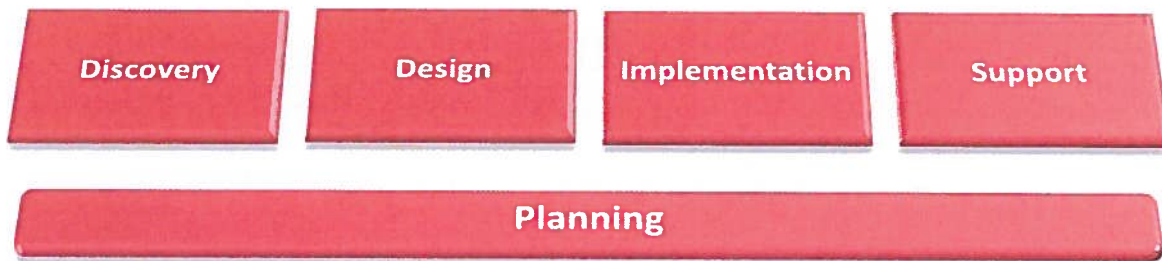 Discovery
Design
Implementation
Support
Planning